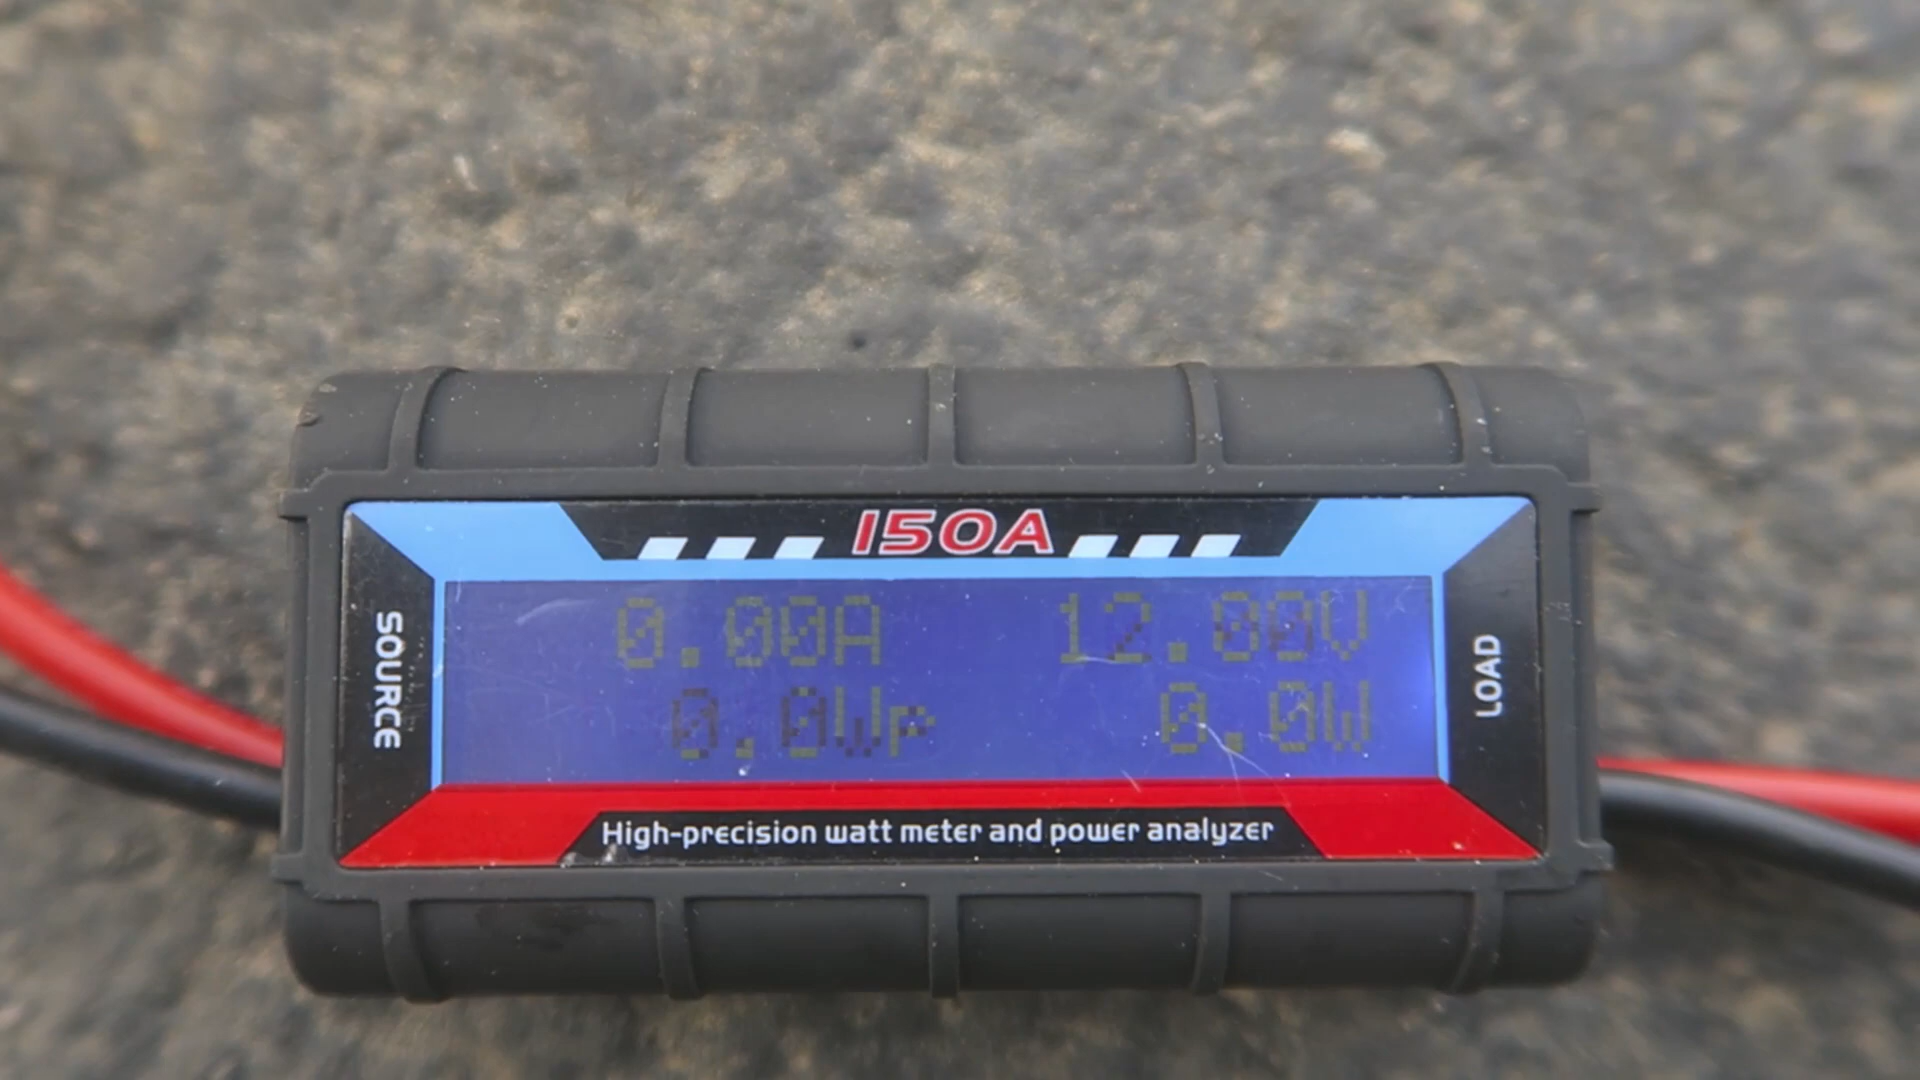 150A
SOURCE
0.00A 12.00V
0.0Wp 0.0W
LOAD
High-precision watt meter and power analyzer